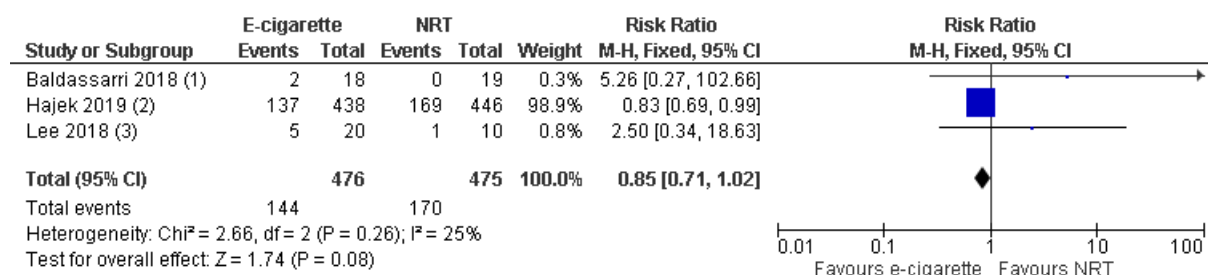 E-cigarette NRT Risk Ratio Risk Ratio
Study or Subgroup Events Total Events Total Weight M-H, Fixed, 95% CI M-H, Fixed, 95% CI
Baldassarri 2018 (1) 2 18 0 19 0.3% 5.26 [0.27, 102.66]
Hajek 2019 (2) 137 438 169 446 98.9% 0.83 [0.69, 0.99]
Lee 2018 (3) 5 20 1 10 0.8% 2.50 [0.34, 18.63]
Total (95% CI) 476 475 100.0% 0.85 [0.71, 1.02]
Total events 144 170
Heterogeneity: Chi² = 2.66, df = 2 (P = 0.26); I² = 25%
Test for overall effect: Z = 1.74 (P = 0.08)
0.01 0.1 1 10 100
Favours e-cigarette Favours NRT